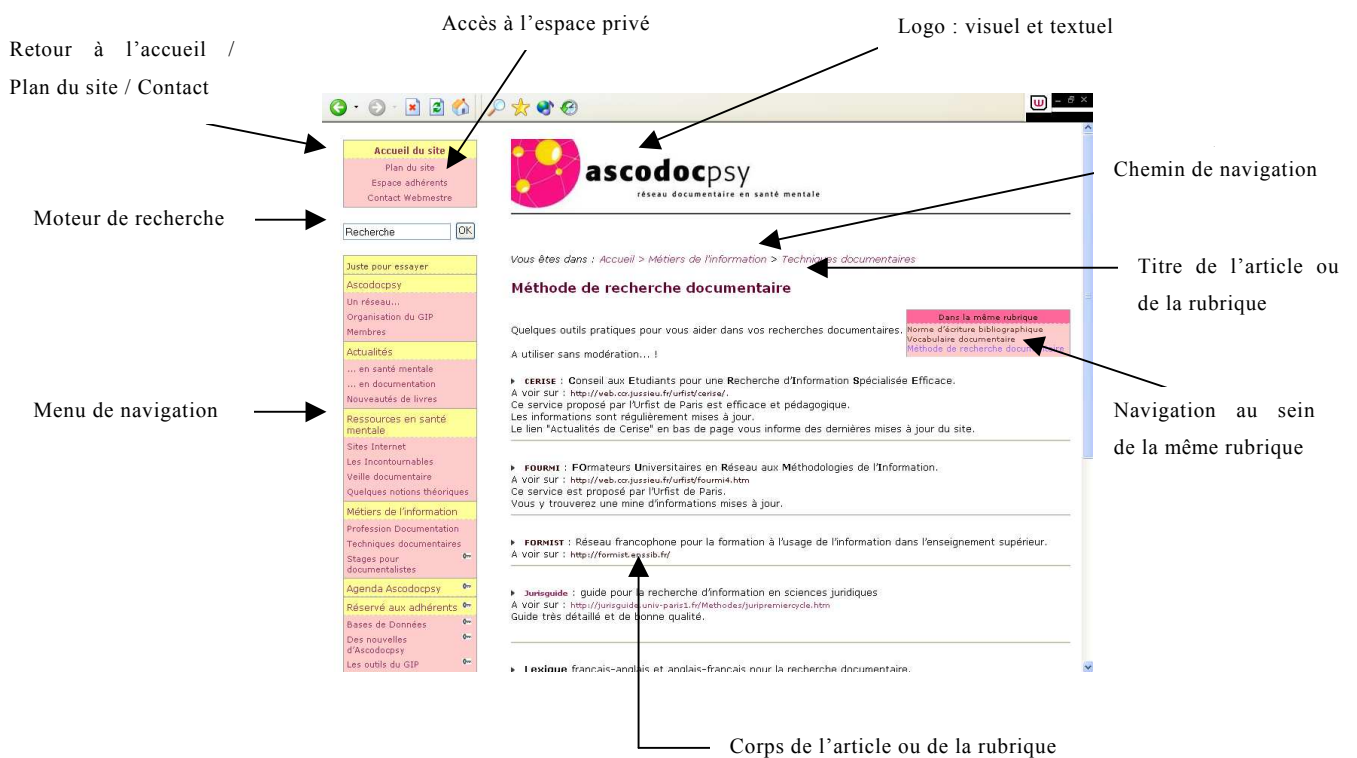 Accès à l'espace privé
Logo : visuel et textuel
Retour à l'accueil /
Plan du site / Contact
Accueil du site
Plan du site
Espace adhérents
Contact Webmestre
ascodocpsy
réseau documentaire en santé mentale
Chemin de navigation
Moteur de recherche
Recherche OK
Vous êtes dans : Accueil > Métiers de l'information > Techniques documentaires
Titre de l'article ou
de la rubrique
Méthode de recherche documentaire
Dans la même rubrique
Norme d'écriture bibliographique
Vocabulaire documentaire
Méthode de recherche documentaire
Quelques outils pratiques pour vous aider dans vos recherches documentaires.
A utiliser sans modération... !
Juste pour essayer
Ascodocpsy
Un réseau...
Organisation du GIP
Membres
Actualités
... en santé mentale
... en documentation
Nouveautés de livres
Menu de navigation
Ressources en santé
mentale
Sites Internet
Les Incontournables
Veille documentaire
Quelques notions théoriques
Métiers de l'information
Profession Documentation
Techniques documentaires
Stages pour
documentalistes
Agenda Ascodocpsy
Réservé aux adhérents
Bases de Données
Des nouvelles
d'Ascodocpsy
Les outils du GIP
CERISE : Conseil aux Etudiants pour une Recherche d'Information Spécialisée Efficace.
A voir sur : http://web.ccr.jussieu.fr/urfist/cerise/.
Ce service proposé par l'Urfist de Paris est efficace et pédagogique.
Les informations sont régulièrement mises à jour.
Le lien "Actualités de Cerise" en bas de page vous informe des dernières mises à jour du site.
Navigation au sein
de la même rubrique
FOURMI : FOrmateurs Universitaires en Réseau aux Méthodologies de l'Information.
A voir sur : http://web.ccr.jussieu.fr/urfist/fourmi4.htm
Ce service est proposé par l'Urfist de Paris.
Vous y trouverez une mine d'informations mises à jour.
FORMIST : Réseau francophone pour la formation à l'usage de l'information dans l'enseignement supérieur.
A voir sur : http://formist.enssib.fr/
Jurisguide : guide pour la recherche d'information en sciences juridiques
A voir sur : http://jurisguide.univ-paris1.fr/Methodes/juripremiercycle.htm
Guide très détaillé et de bonne qualité.
Lexique français-anglais et anglais-français pour la recherche documentaire.
Corps de l'article ou de la rubrique